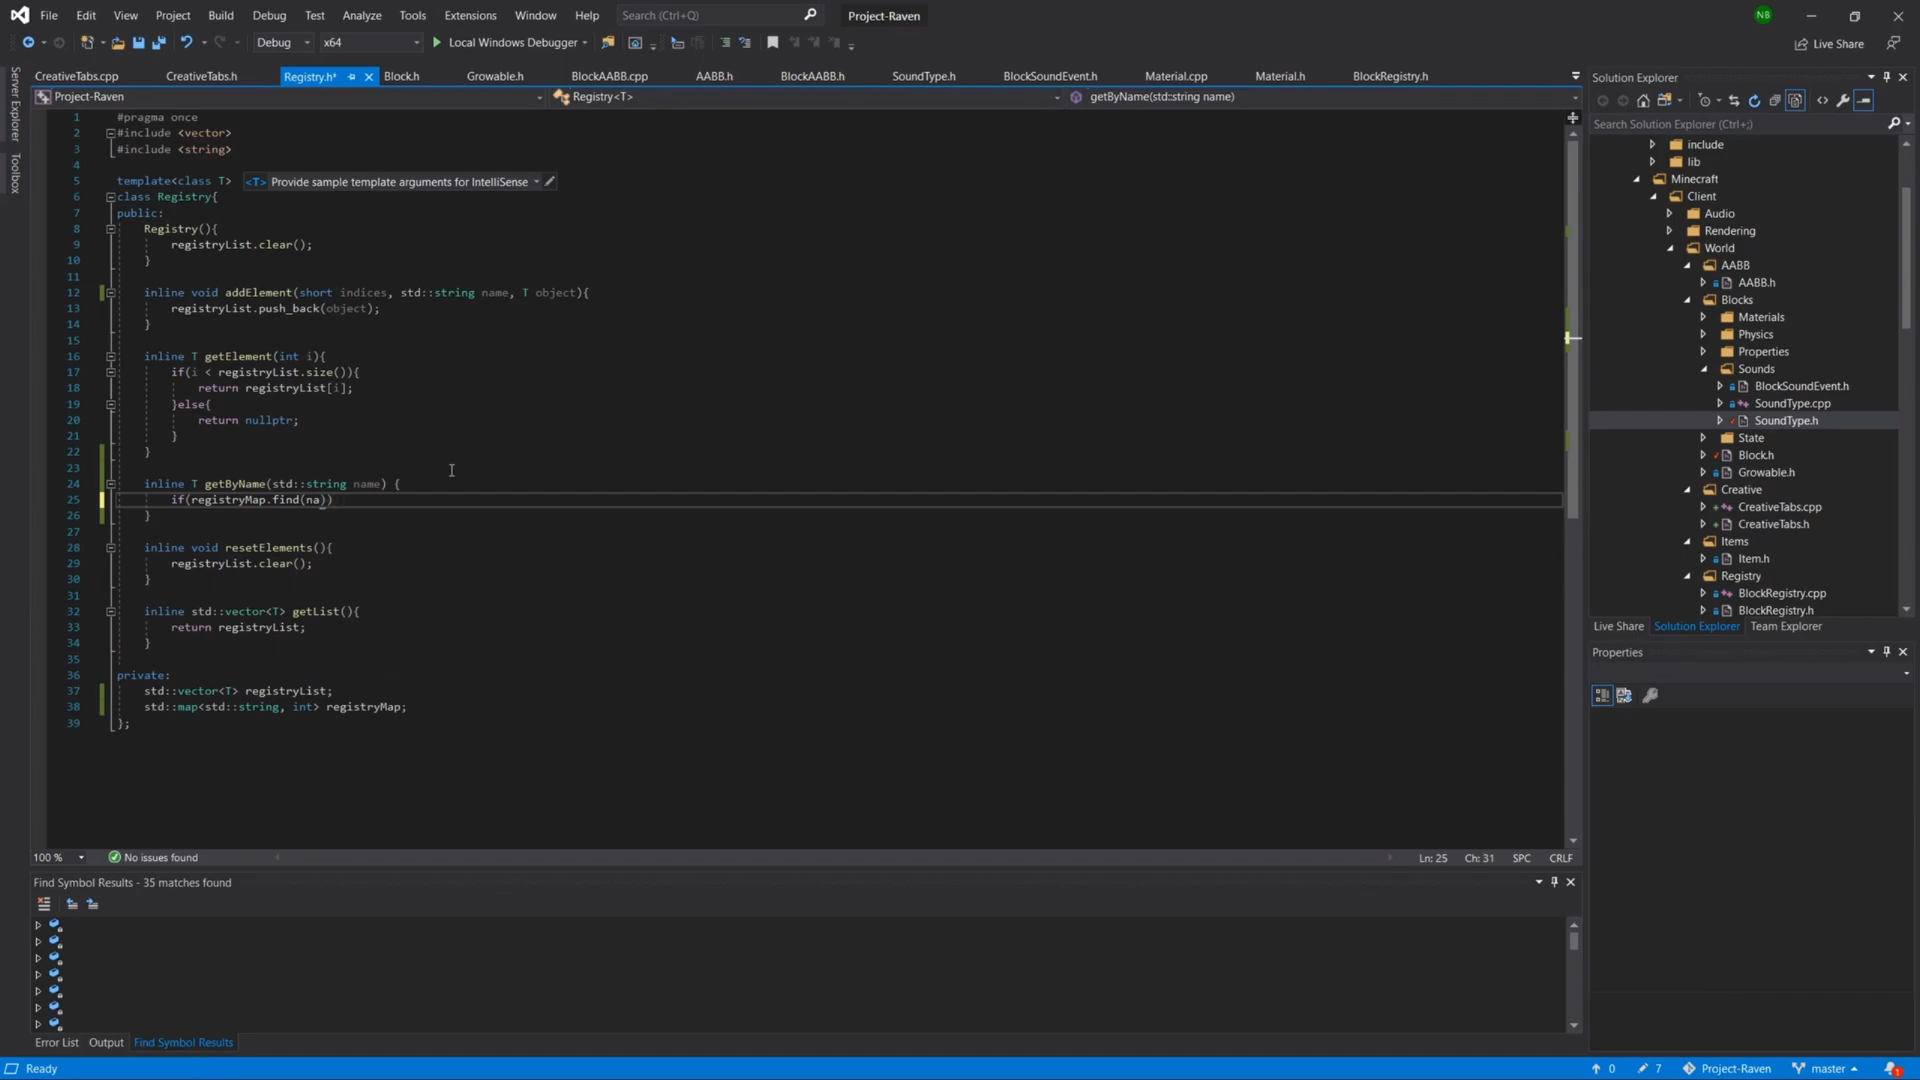 File Edit View Project Build Debug Test Analyze Tools Extensions Window Help Search (Ctrl+Q) Project-Raven NB
Debug x64 Local Windows Debugger Live Share
CreativeTabs.cpp CreativeTabs.h Registry.h* Block.h Growable.h BlockAABB.cpp AABB.h BlockAABB.h SoundType.h BlockSoundEvent.h Material.cpp Material.h BlockRegistry.h
Project-Raven Registry<T> getByName(std::string name)
Server Explorer
Toolbox
1 #pragma once
2 #include <vector>
3 #include <string>
4
5 template<class T> <T> Provide sample template arguments for IntelliSense
6 class Registry{
7 public:
8 Registry(){
9 registryList.clear();
10 }
11
12 inline void addElement(short indices, std::string name, T object){
13 registryList.push_back(object);
14 }
15
16 inline T getElement(int i){
17 if(i < registryList.size()){
18 return registryList[i];
19 }else{
20 return nullptr;
21 }
22 }
23
24 inline T getByName(std::string name) {
25 if(registryMap.find(na))
26 }
27
28 inline void resetElements(){
29 registryList.clear();
30 }
31
32 inline std::vector<T> getList(){
33 return registryList;
34 }
35
36 private:
37 std::vector<T> registryList;
38 std::map<std::string, int> registryMap;
39 };
100 % No issues found Ln: 25 Ch: 31 SPC CRLF
Find Symbol Results - 35 matches found
Error List Output Find Symbol Results
Solution Explorer
Search Solution Explorer (Ctrl+;)
include
lib
Minecraft
Client
Audio
Rendering
World
AABB
AABB.h
Blocks
Materials
Physics
Properties
Sounds
BlockSoundEvent.h
SoundType.cpp
SoundType.h
State
Block.h
Growable.h
Creative
CreativeTabs.cpp
CreativeTabs.h
Items
Item.h
Registry
BlockRegistry.cpp
BlockRegistry.h
Live Share Solution Explorer Team Explorer
Properties
Ready 0 7 Project-Raven master 1